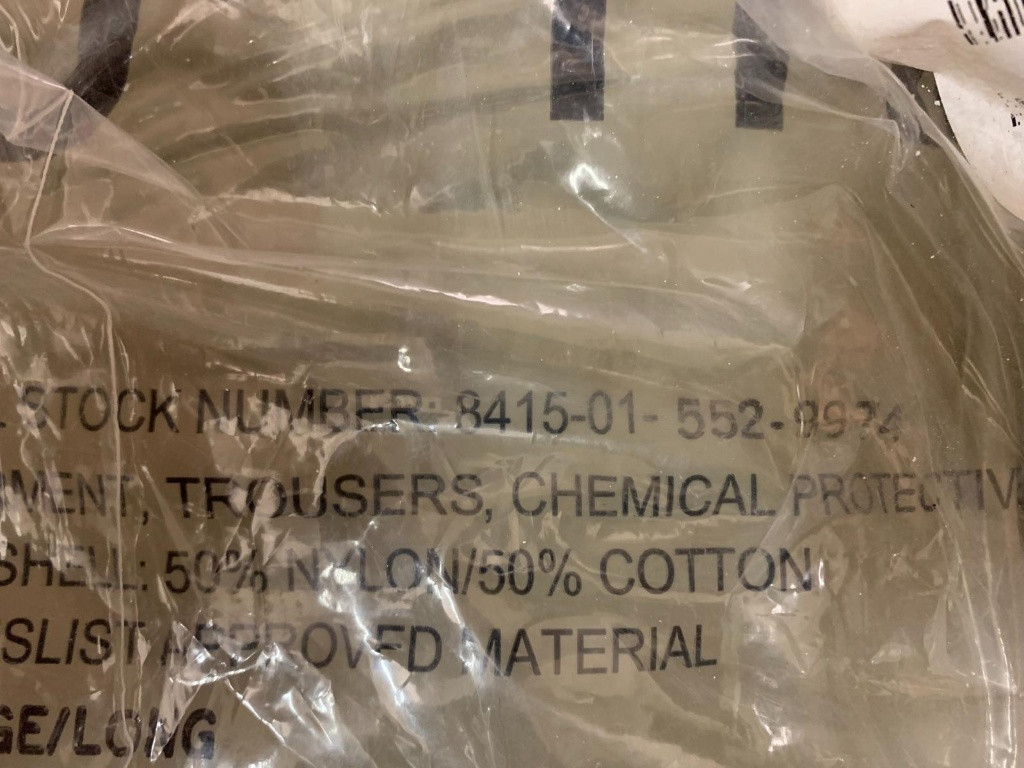 STOCK NUMBER: 8415-01-552-
MENT, TROUSERS, CHEMICAL PROTECTIV
SHELL: 50% NYLON/50% COTTON
SLIST APPROVED MATERIAL
GE/LONG